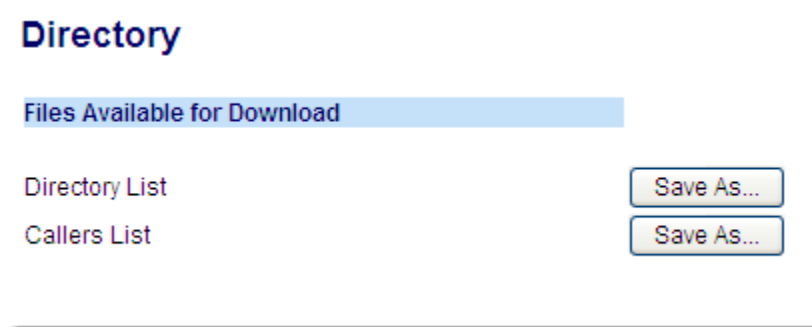 Directory
Files Available for Download
Directory List Save As...
Callers List Save As...